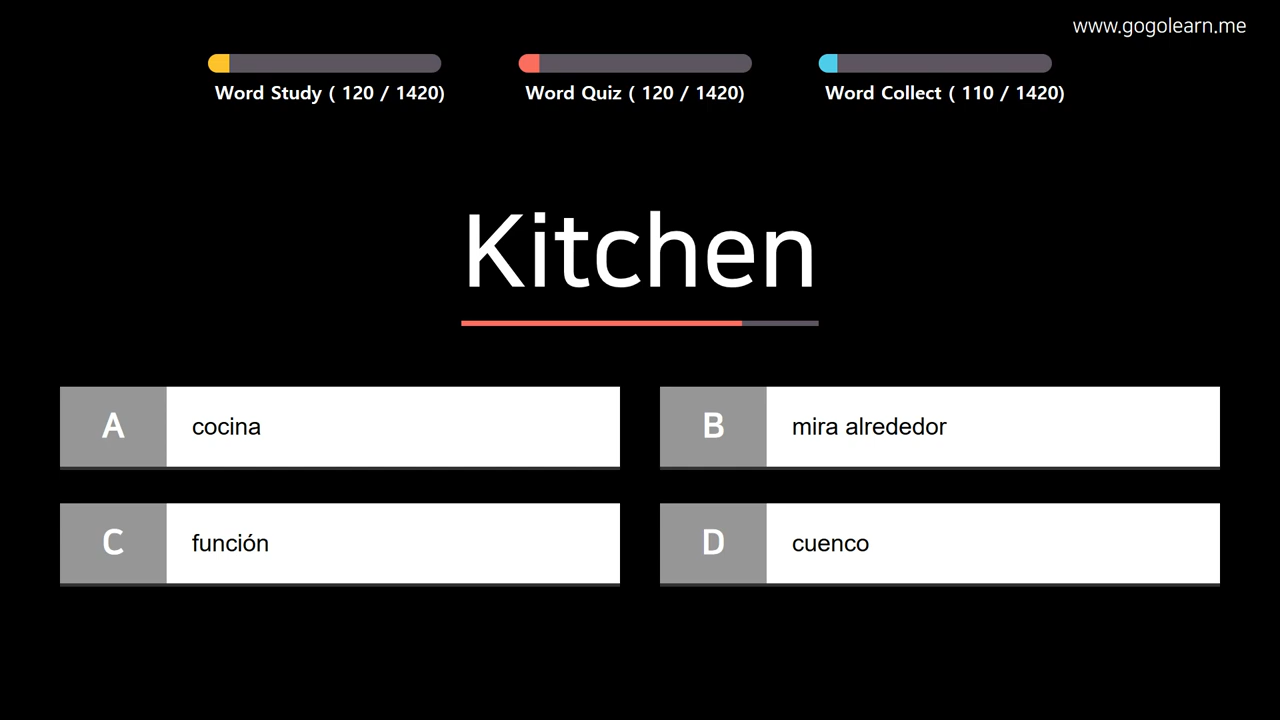 www.gogolearn.me
Word Study ( 120 / 1420)
Word Quiz ( 120 / 1420)
Word Collect ( 110 / 1420)
Kitchen
A cocina
B mira alrededor
C función
D cuenco